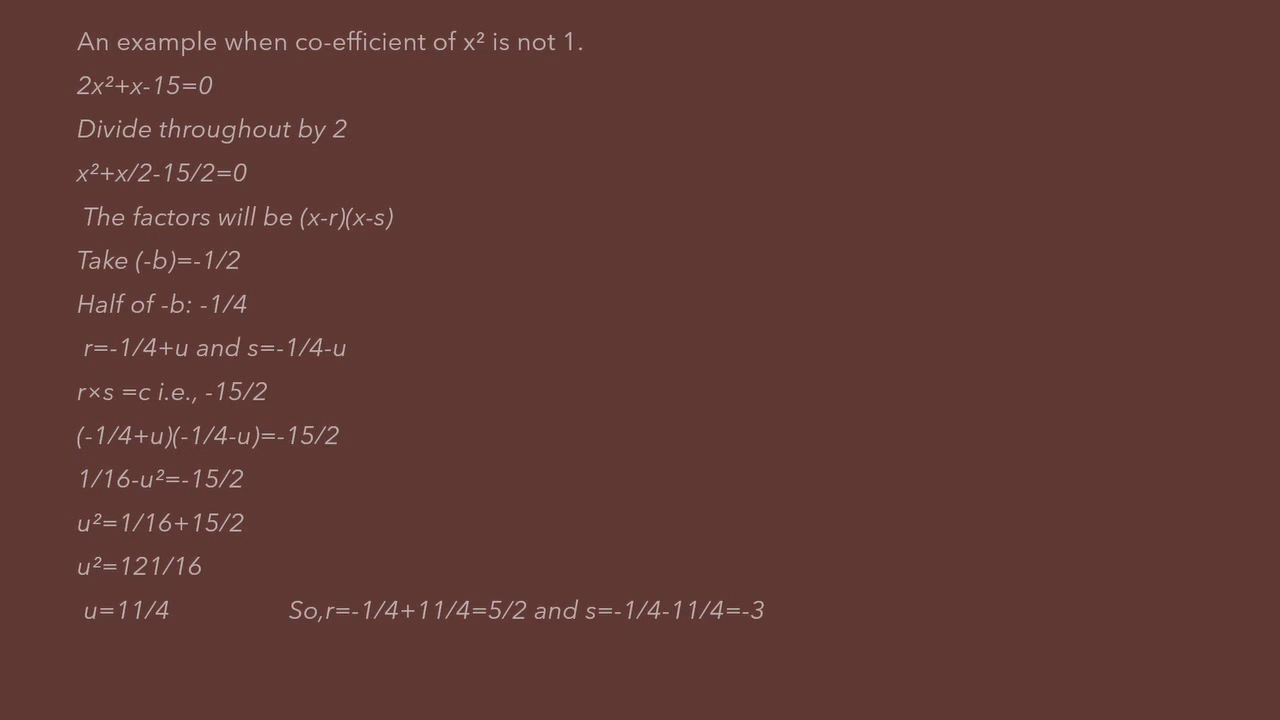 An example when co-efficient of x² is not 1.
2x²+x-15=0
Divide throughout by 2
x²+x/2-15/2=0
The factors will be (x-r)(x-s)
Take (-b)=-1/2
Half of -b: -1/4
r=-1/4+u and s=-1/4-u
r×s =c i.e., -15/2
(-1/4+u)(-1/4-u)=-15/2
1/16-u²=-15/2
u²=1/16+15/2
u²=121/16
u=11/4 So,r=-1/4+11/4=5/2 and s=-1/4-11/4=-3